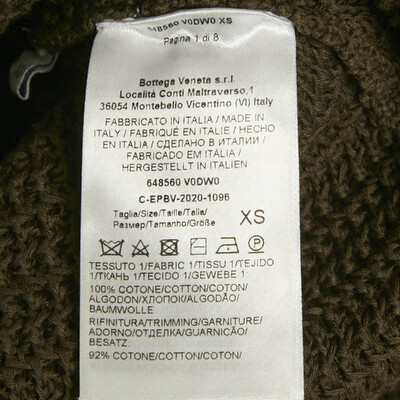 648560 V0DW0 XS
Pagina 1 di 8
Bottega Veneta s.r.l.
Località Conti Maltraverso,1
36054 Montebello Vicentino (VI) Italy
FABBRICATO IN ITALIA / MADE IN
ITALY / FABRIQUÉ EN ITALIE / HECHO
EN ITALIA / СДЕЛАНО В ИТАЛИИ /
FABRICADO EM ITÁLIA /
HERGESTELLT IN ITALIEN
648560 V0DW0
C-EPBV-2020-1096
Taglia/Size/Taille/Talla/
Размер/Tamanho/Größe
XS
P
TESSUTO 1/FABRIC 1/TISSU 1/TEJIDO
1/ТКАНЬ 1/TECIDO 1/GEWEBE 1:
100% COTONE/COTTON/COTON/
ALGODÓN/ХЛОПОК/ALGODÃO/
BAUMWOLLE
RIFINITURA/TRIMMING/GARNITURE/
ADORNO/ОТДЕЛКА/GUARNIÇÃO/
BESATZ:
92% COTONE/COTTON/COTON/